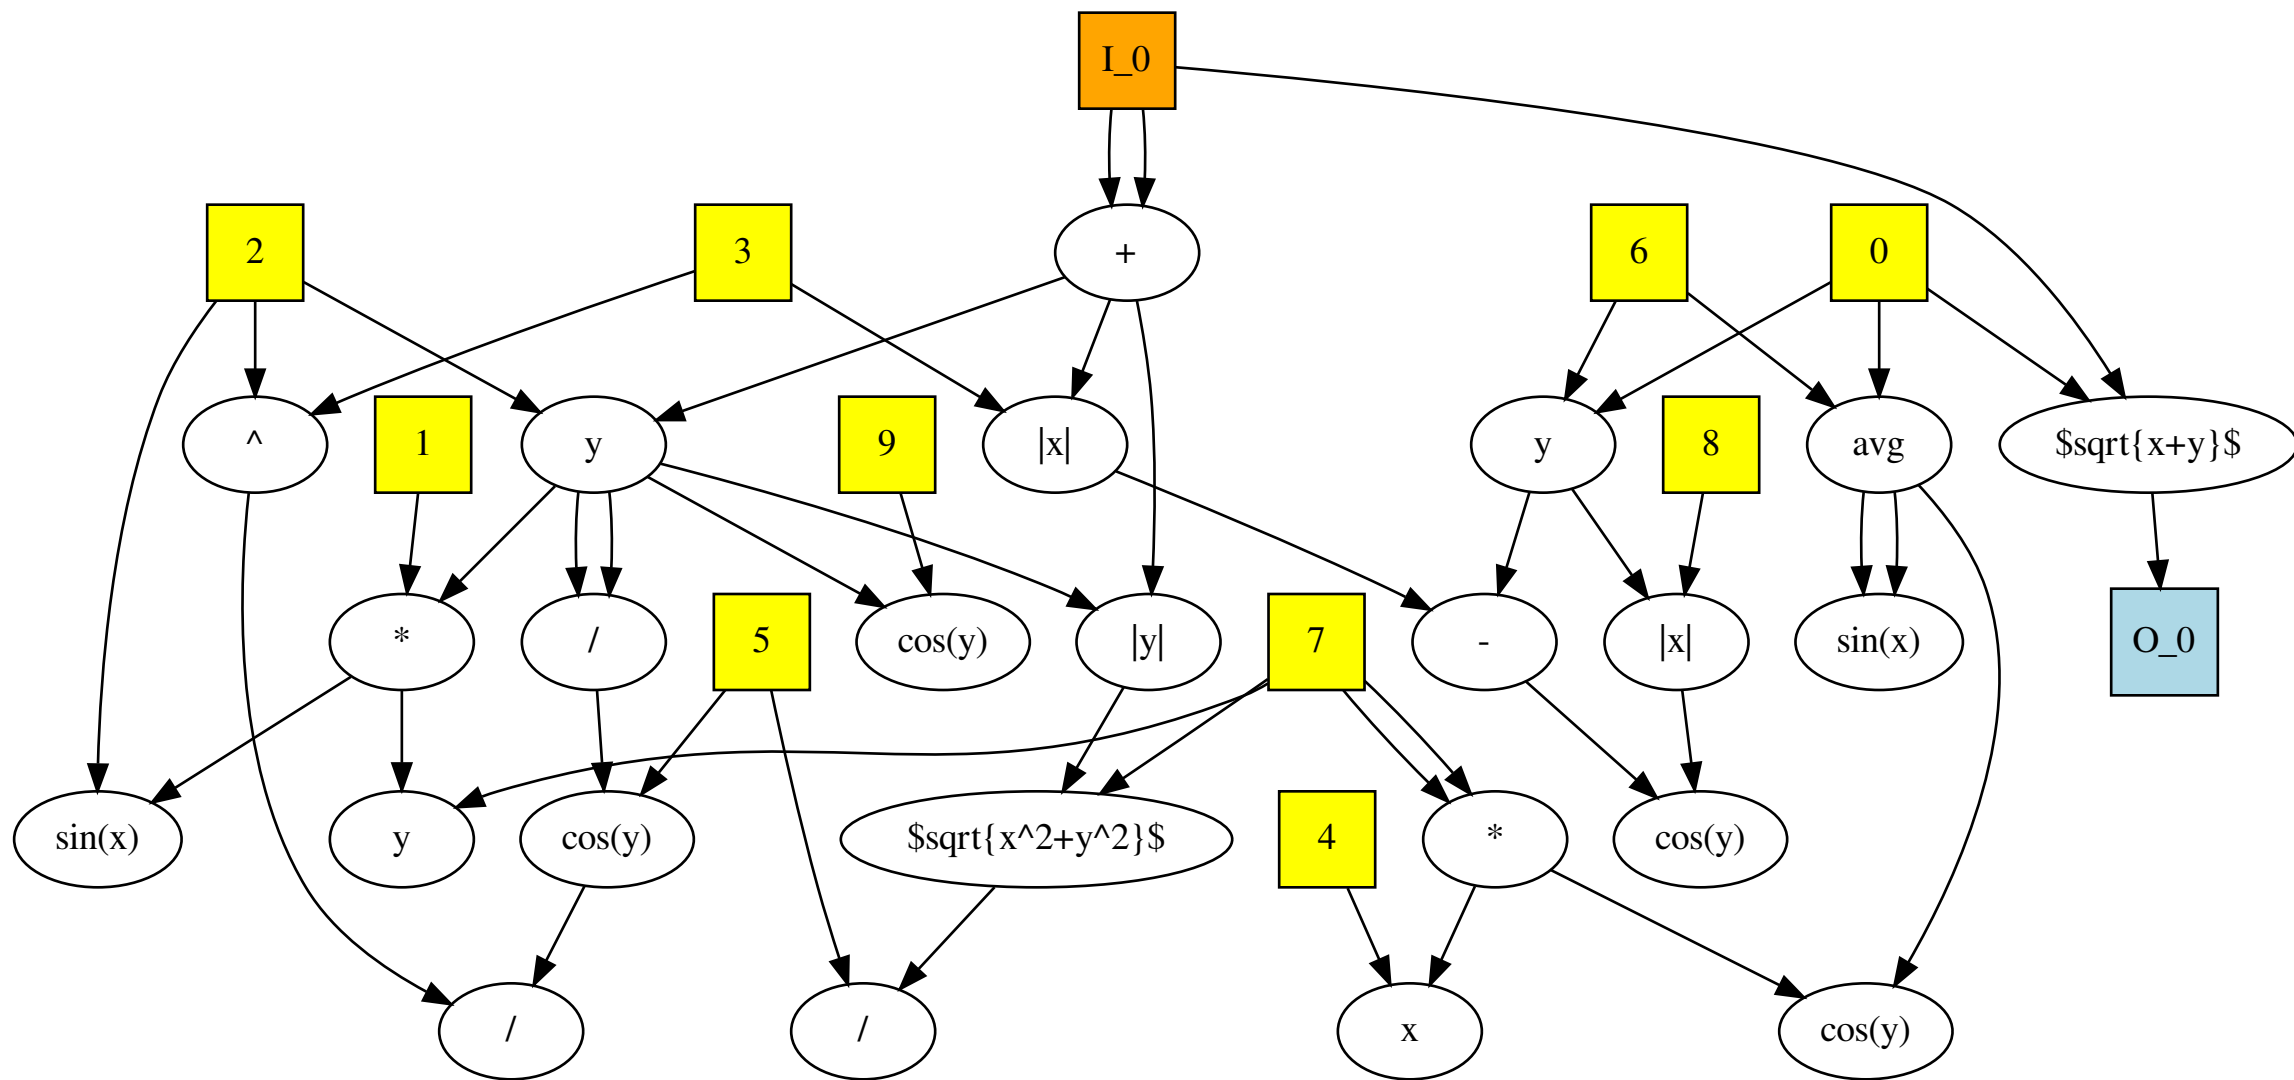 I_0
2
3
+
6
0
^
1
y
9
|x|
y
8
avg
$sqrt{x+y}$
*
/
5
cos(y)
|y|
7
-
|x|
sin(x)
O_0
sin(x)
y
cos(y)
$sqrt{x^2+y^2}$
4
*
cos(y)
/
/
x
cos(y)